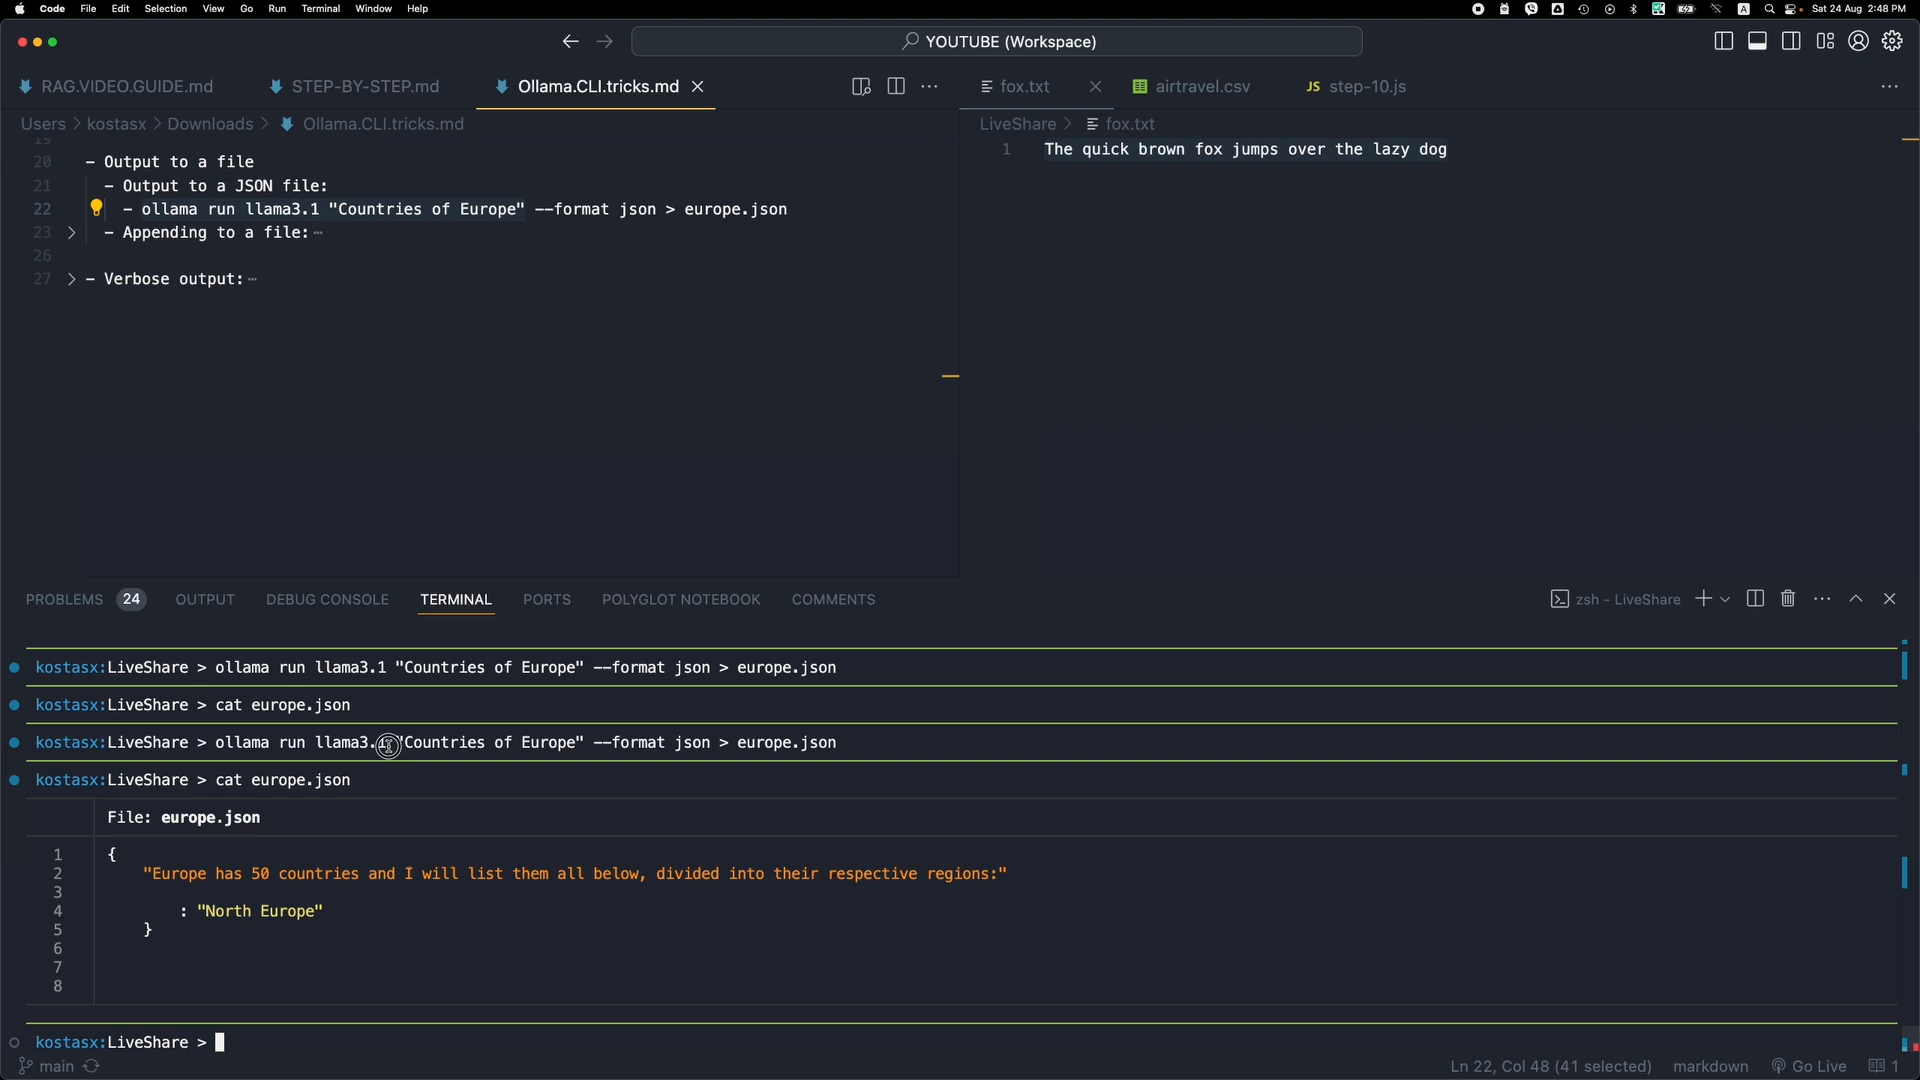 Code File Edit Selection View Go Run Terminal Window Help
A
Sat 24 Aug 2:48 PM
YOUTUBE (Workspace)
RAG.VIDEO.GUIDE.md STEP-BY-STEP.md Ollama.CLI.tricks.md
fox.txt airtravel.csv JS step-10.js
Users > kostasx > Downloads > Ollama.CLI.tricks.md
LiveShare > fox.txt
19
20 - Output to a file
21 - Output to a JSON file:
22 - ollama run llama3.1 "Countries of Europe" --format json > europe.json
23 > - Appending to a file: ⋯
26
27 > - Verbose output: ⋯
1 The quick brown fox jumps over the lazy dog
PROBLEMS 24 OUTPUT DEBUG CONSOLE TERMINAL PORTS POLYGLOT NOTEBOOK COMMENTS
zsh - LiveShare
kostasx:LiveShare > ollama run llama3.1 "Countries of Europe" --format json > europe.json
kostasx:LiveShare > cat europe.json
kostasx:LiveShare > ollama run llama3.1 "Countries of Europe" --format json > europe.json
kostasx:LiveShare > cat europe.json
File: europe.json
1 {
2 "Europe has 50 countries and I will list them all below, divided into their respective regions:"
3
4 : "North Europe"
5 }
6
7
8
kostasx:LiveShare >
main
Ln 22, Col 48 (41 selected) markdown Go Live 1